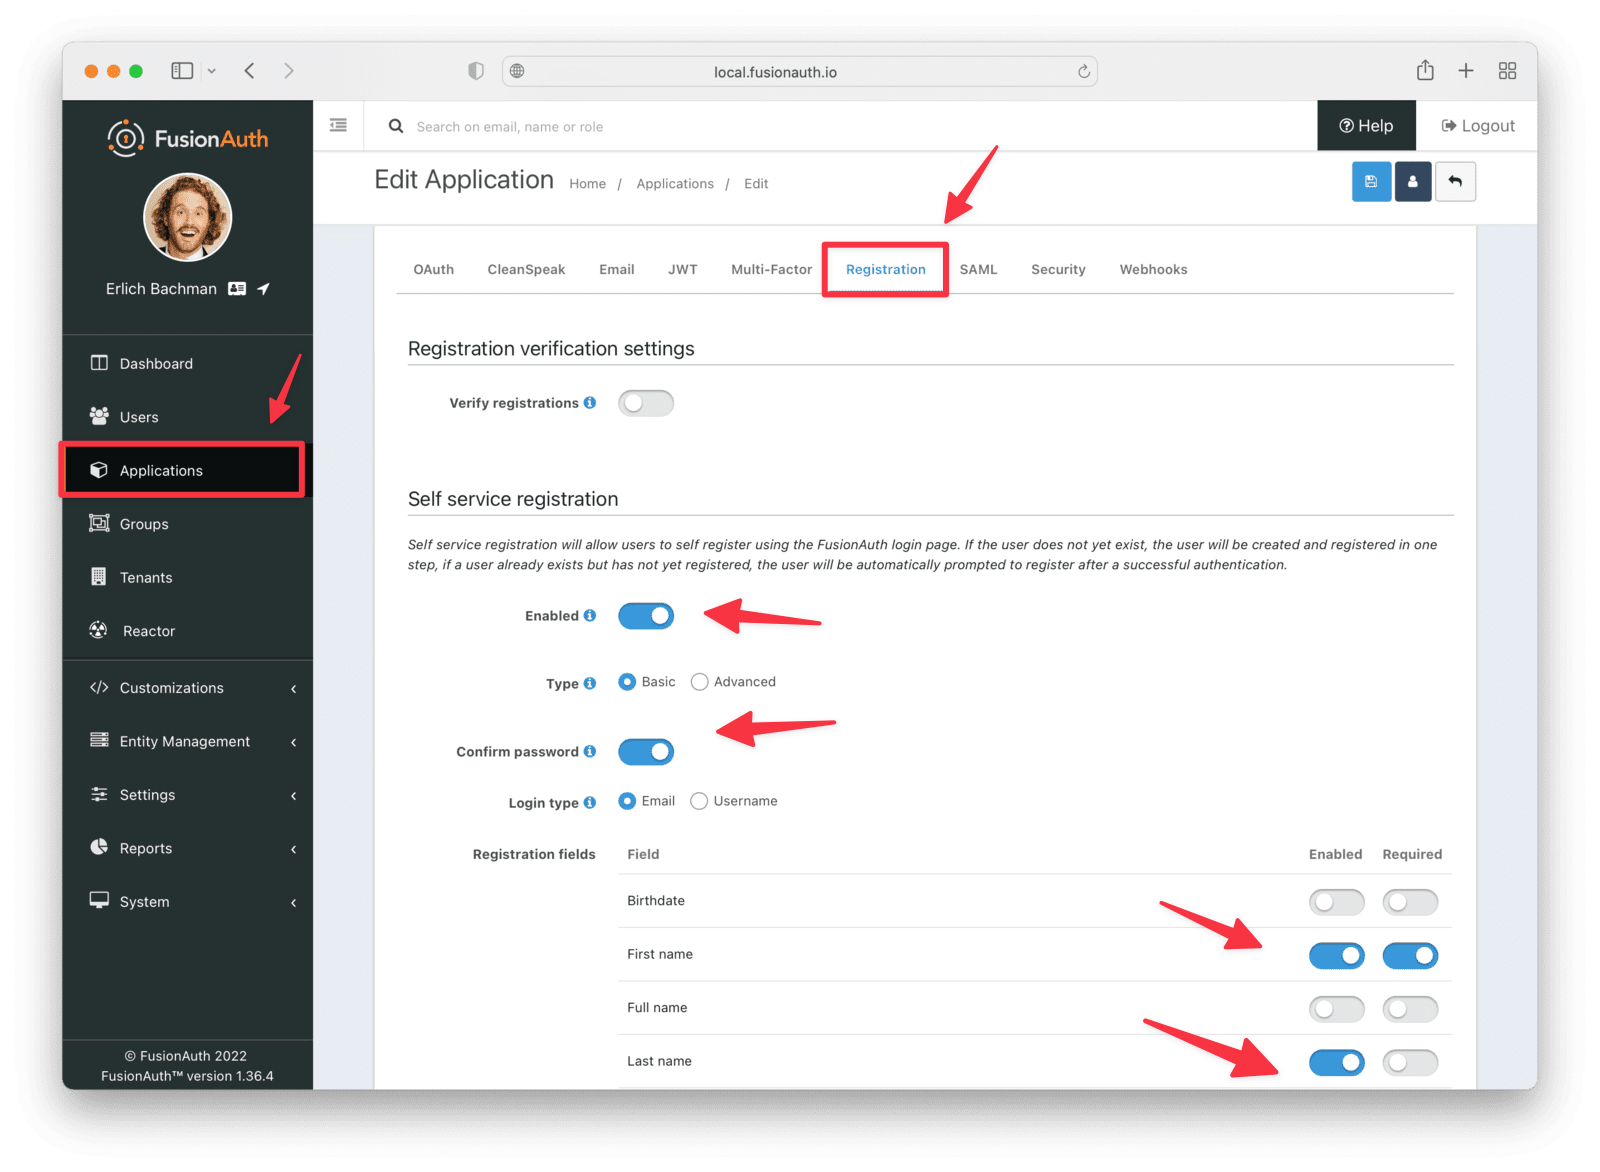 local.fusionauth.io
FusionAuth
Search on email, name or role
Help
Logout
Edit Application
Home / Applications / Edit
Erlich Bachman
Dashboard
Users
Applications
Groups
Tenants
Reactor
Customizations
Entity Management
Settings
Reports
System
© FusionAuth 2022
FusionAuth™ version 1.36.4
OAuth CleanSpeak Email JWT Multi-Factor Registration SAML Security Webhooks
Registration verification settings
Verify registrations
Self service registration
Self service registration will allow users to self register using the FusionAuth login page. If the user does not yet exist, the user will be created and registered in one
step, if a user already exists but has not yet registered, the user will be automatically prompted to register after a successful authentication.
Enabled
Type Basic Advanced
Confirm password
Login type Email Username
Registration fields Field Enabled Required
Birthdate
First name
Full name
Last name